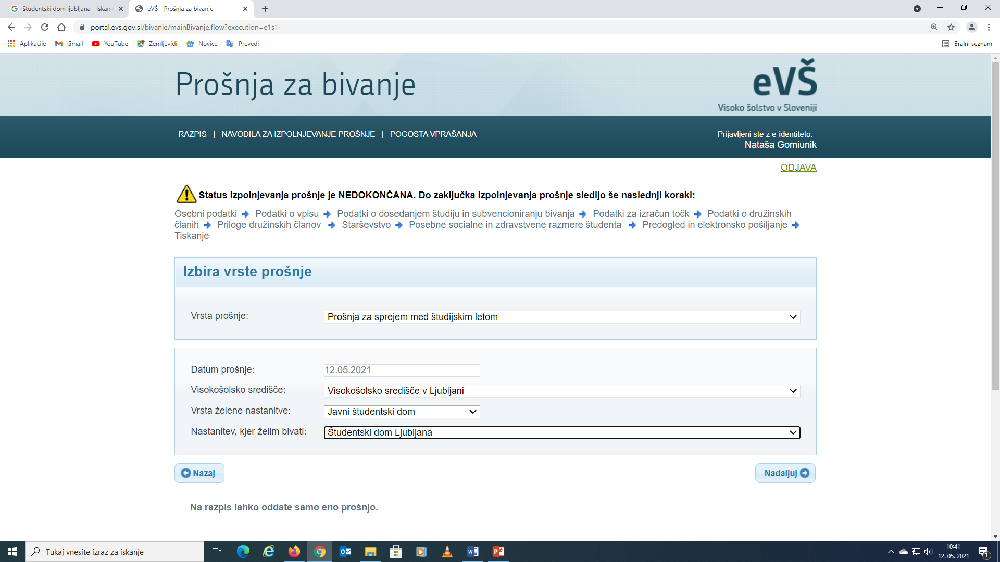 študentski dom ljubljana - Iskanje
eVŠ - Prošnja za bivanje
portal.evs.gov.si/bivanje/mainBivanje.flow?execution=e1s1
Aplikacije Gmail YouTube Zemljevidi Novice Prevedi Bralni seznam
Prošnja za bivanje
eVŠ
Visoko šolstvo v Sloveniji
RAZPIS | NAVODILA ZA IZPOLNJEVANJE PROŠNJE | POGOSTA VPRAŠANJA
Prijavljeni ste z e-identiteto:
Nataša Gomiunik
ODJAVA
Status izpolnjevanja prošnje je NEDOKONČANA. Do zaključka izpolnjevanja prošnje sledijo še naslednji koraki:
Osebni podatki Podatki o vpisu Podatki o dosedanjem študiju in subvencioniranju bivanja Podatki za izračun točk Podatki o družinskih
članih Priloge družinskih članov Starševstvo Posebne socialne in zdravstvene razmere študenta Predogled in elektronsko pošiljanje
Tiskanje
Izbira vrste prošnje
Vrsta prošnje: Prošnja za sprejem med študijskim letom
Datum prošnje: 12.05.2021
Visokošolsko središče: Visokošolsko središče v Ljubljani
Vrsta želene nastanitve: Javni študentski dom
Nastanitev, kjer želim bivati: Študentski dom Ljubljana
Nazaj
Nadaljuj
Na razpis lahko oddate samo eno prošnjo.
Tukaj vnesite izraz za iskanje
10:41
12. 05. 2021
1